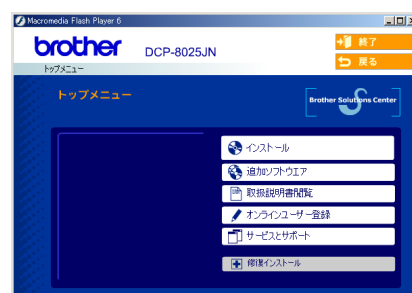 Macromedia Flash Player 6
brother
DCP-8025JN
終了
戻る
トップメニュー
トップメニュー
Brother Solutions Center
インストール
追加ソフトウエア
取扱説明書閲覧
オンラインユーザー登録
サービスとサポート
修復インストール